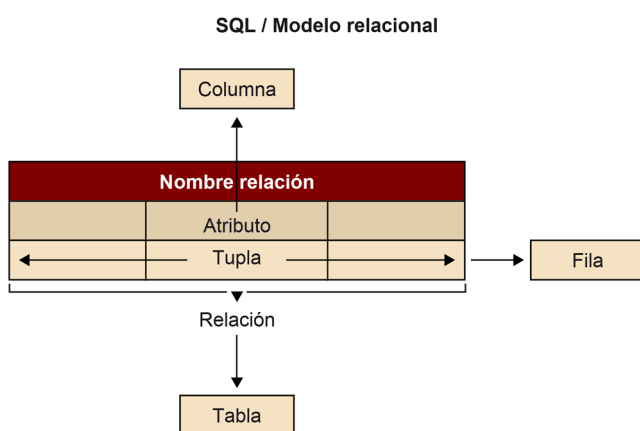 SQL / Modelo relacional
Columna
Nombre relación
Atributo
Tupla
Fila
Relación
Tabla